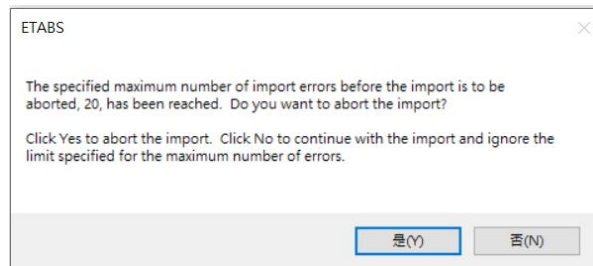 ETABS
The specified maximum number of import errors before the import is to be
aborted, 20, has been reached.  Do you want to abort the import?
Click Yes to abort the import.  Click No to continue with the import and ignore the
limit specified for the maximum number of errors.
是(Y)
否(N)